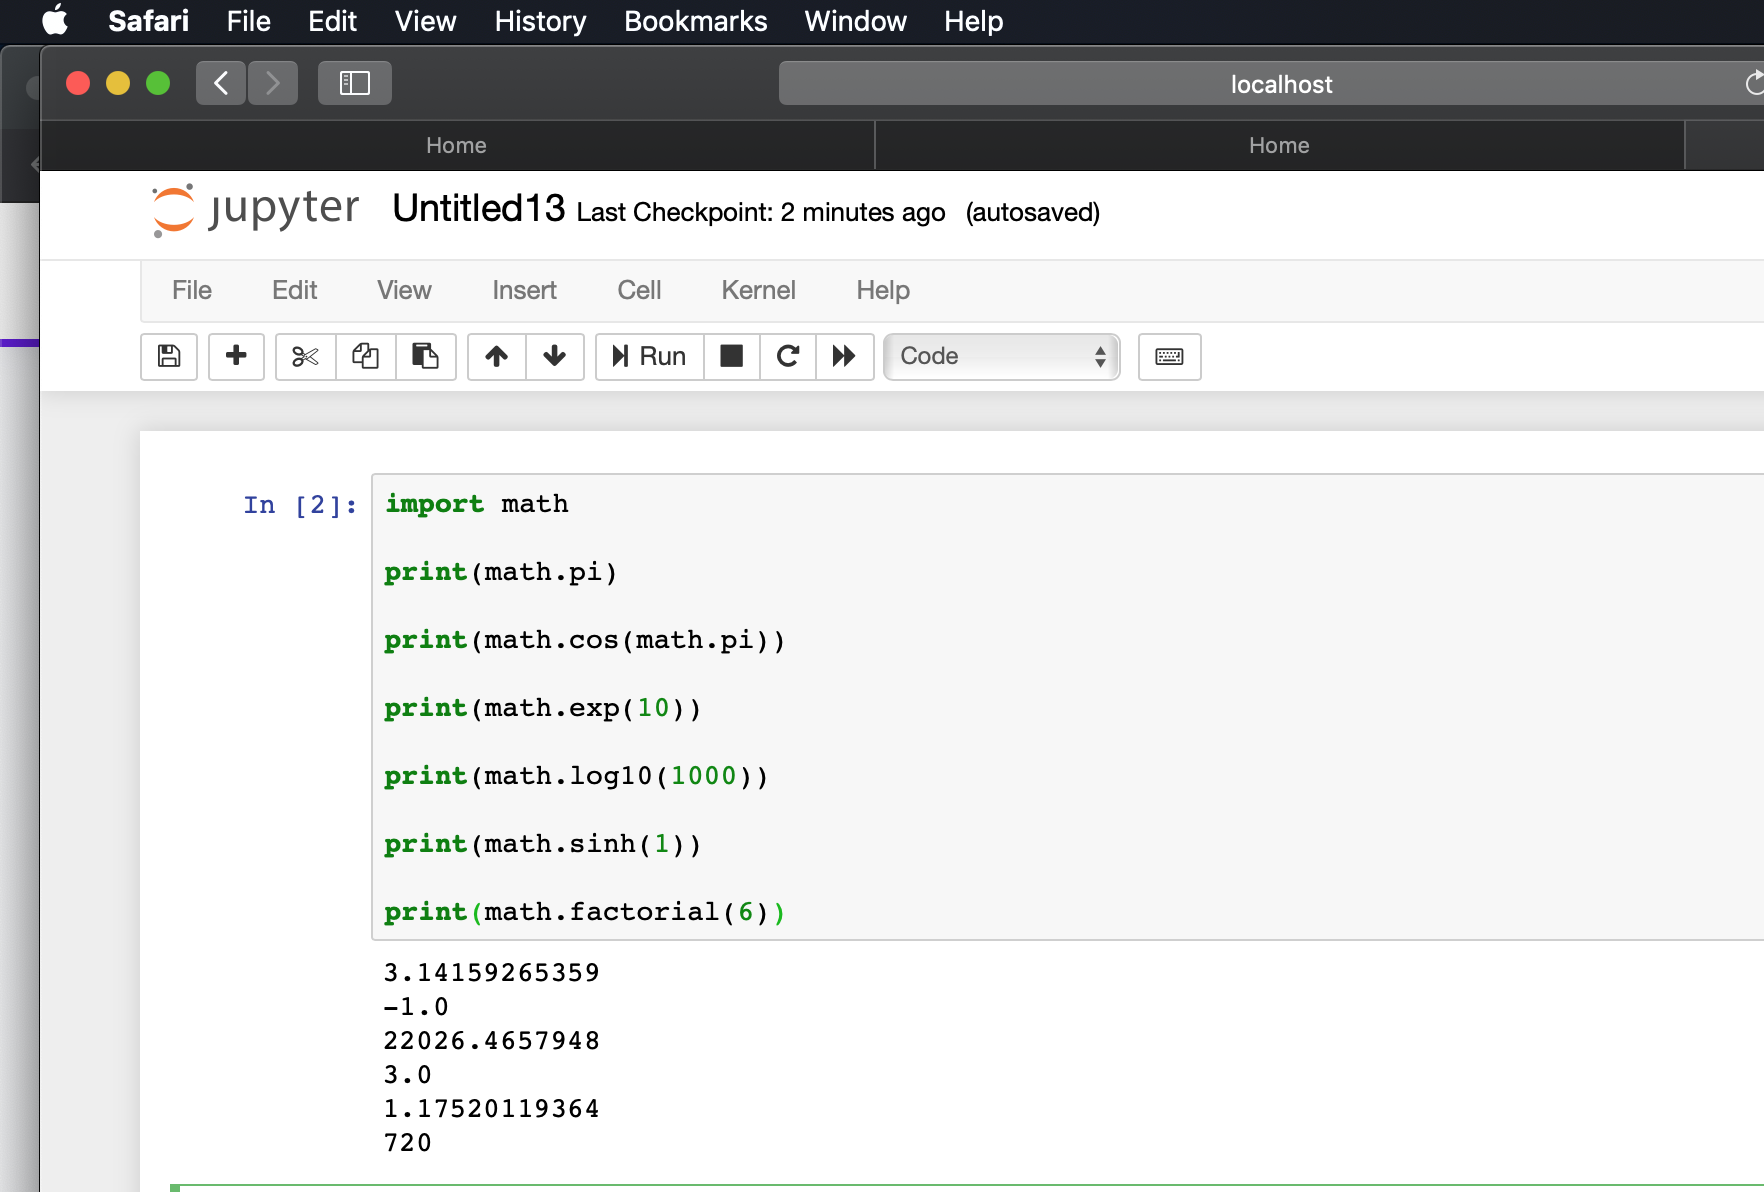 Safari File Edit View History Bookmarks Window Help
localhost
Home Home
jupyter Untitled13 Last Checkpoint: 2 minutes ago (autosaved)
File Edit View Insert Cell Kernel Help
Run Code
In [2]: import math
print(math.pi)
print(math.cos(math.pi))
print(math.exp(10))
print(math.log10(1000))
print(math.sinh(1))
print(math.factorial(6))
3.14159265359
-1.0
22026.4657948
3.0
1.17520119364
720